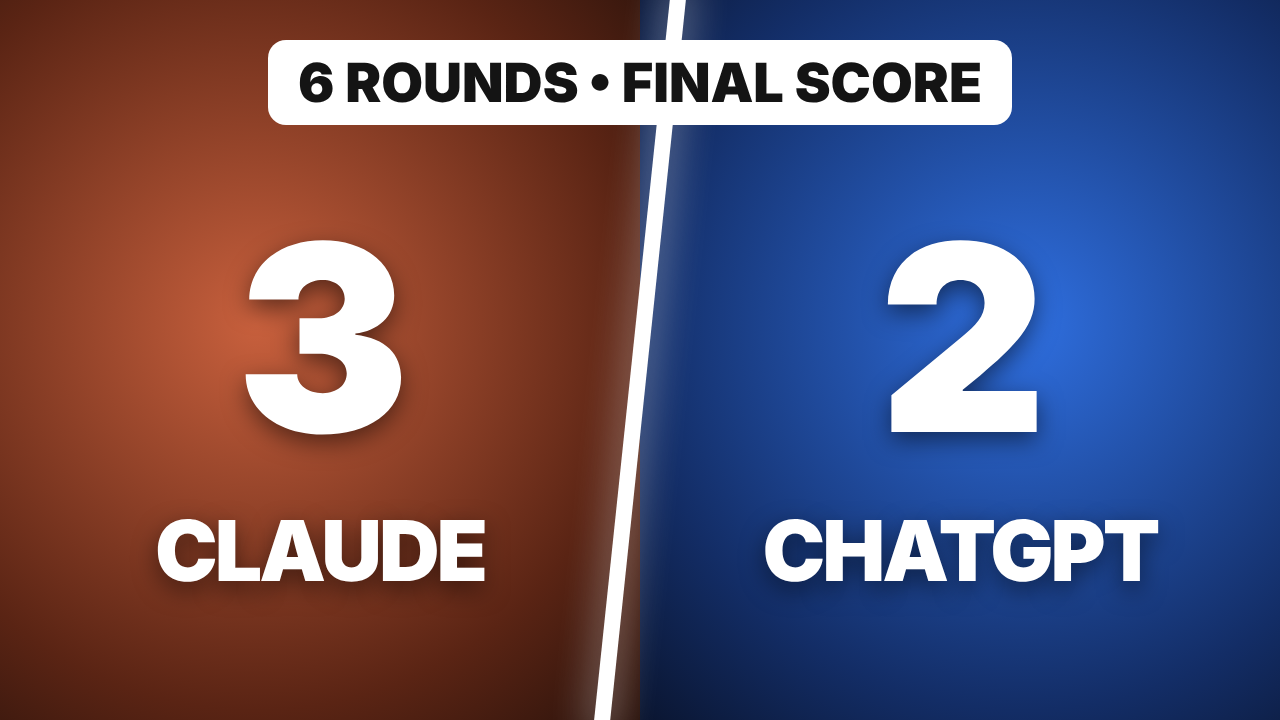 6 ROUNDS • FINAL SCORE
3
2
CLAUDE
CHATGPT